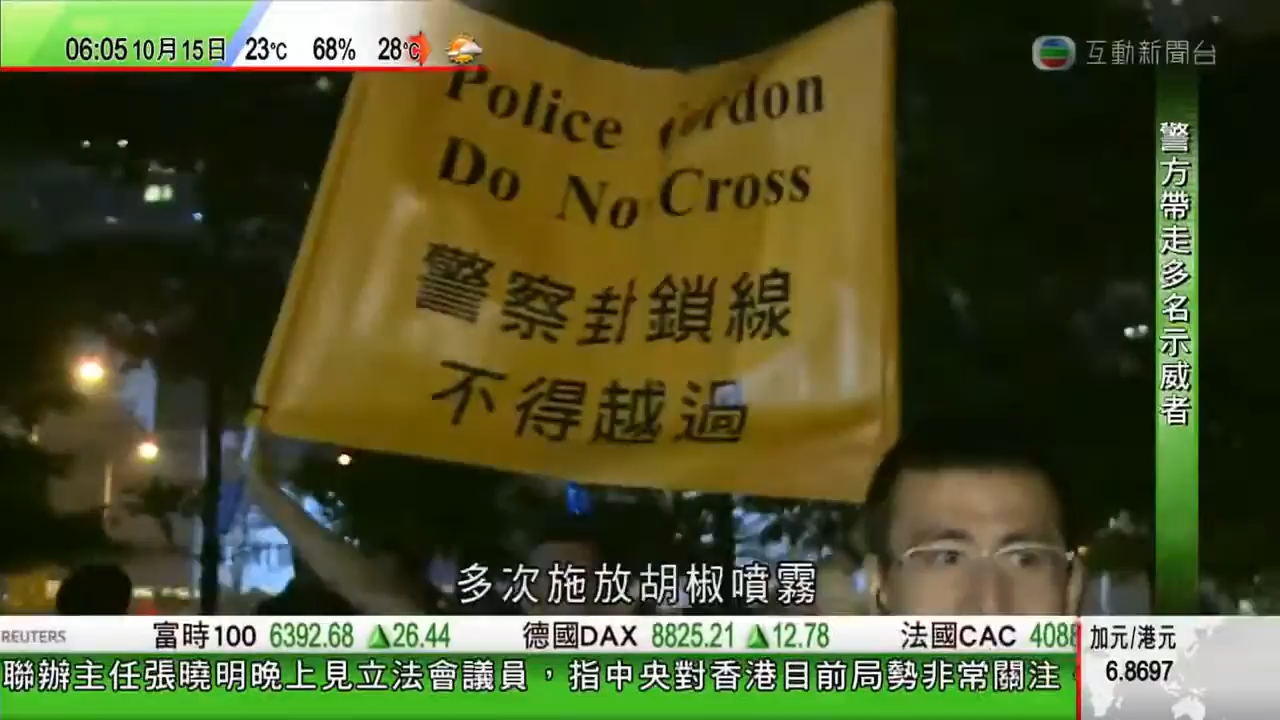 06:05 10月15日 23℃ 68% 28℃
互動新聞台
警方帶走多名示威者
Police Cordon
Do No Cross
警察封鎖線
不得越過
多次施放胡椒噴霧
REUTERS 富時100 6392.68 ▲26.44 德國DAX 8825.21 ▲12.78 法國CAC 4088
加元/港元
6.8697
聯辦主任張曉明晚上見立法會議員，指中央對香港目前局勢非常關注